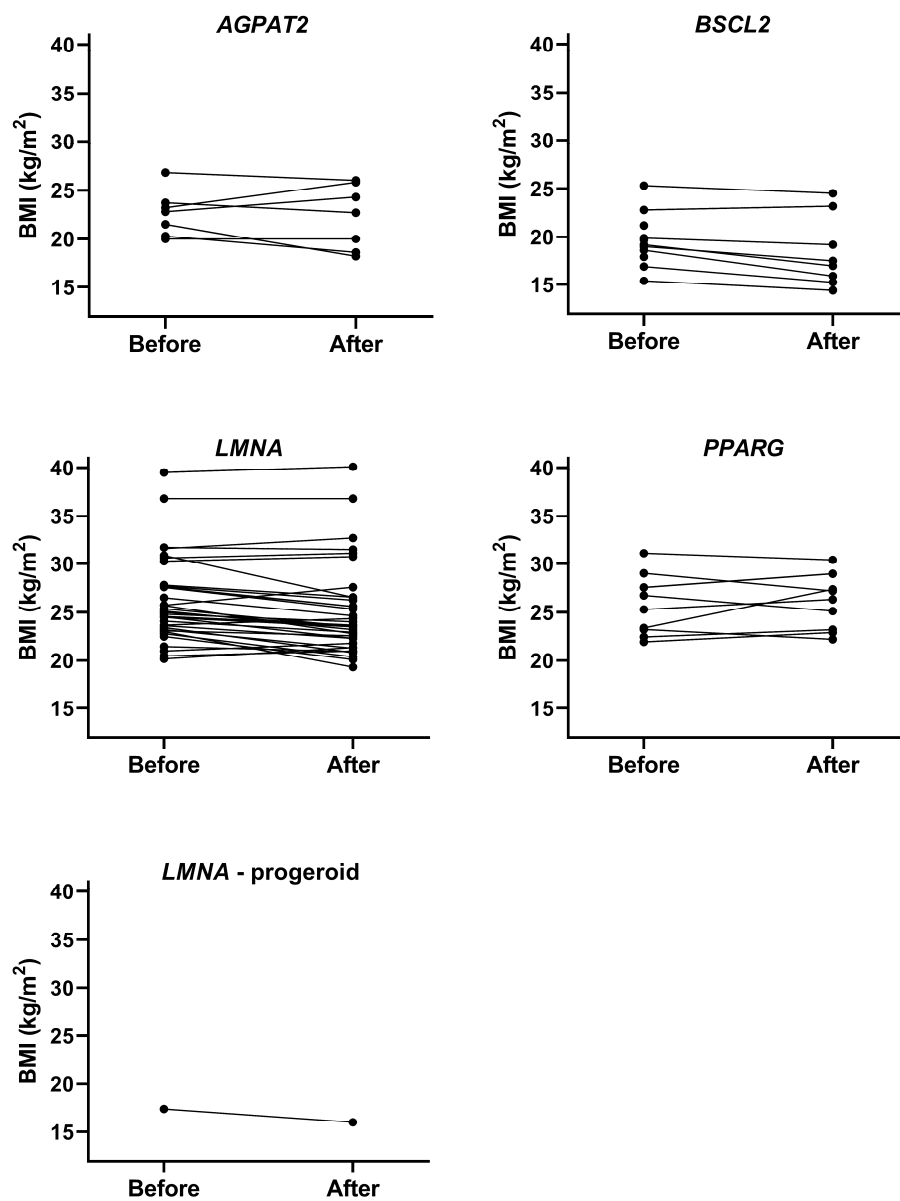 AGPAT2
40
35
30
25
20
15
BMI (kg/m²)
Before After
BSCL2
40
35
30
25
20
15
BMI (kg/m²)
Before After
LMNA
40
35
30
25
20
15
BMI (kg/m²)
Before After
PPARG
40
35
30
25
20
15
BMI (kg/m²)
Before After
LMNA - progeroid
40
35
30
25
20
15
BMI (kg/m²)
Before After